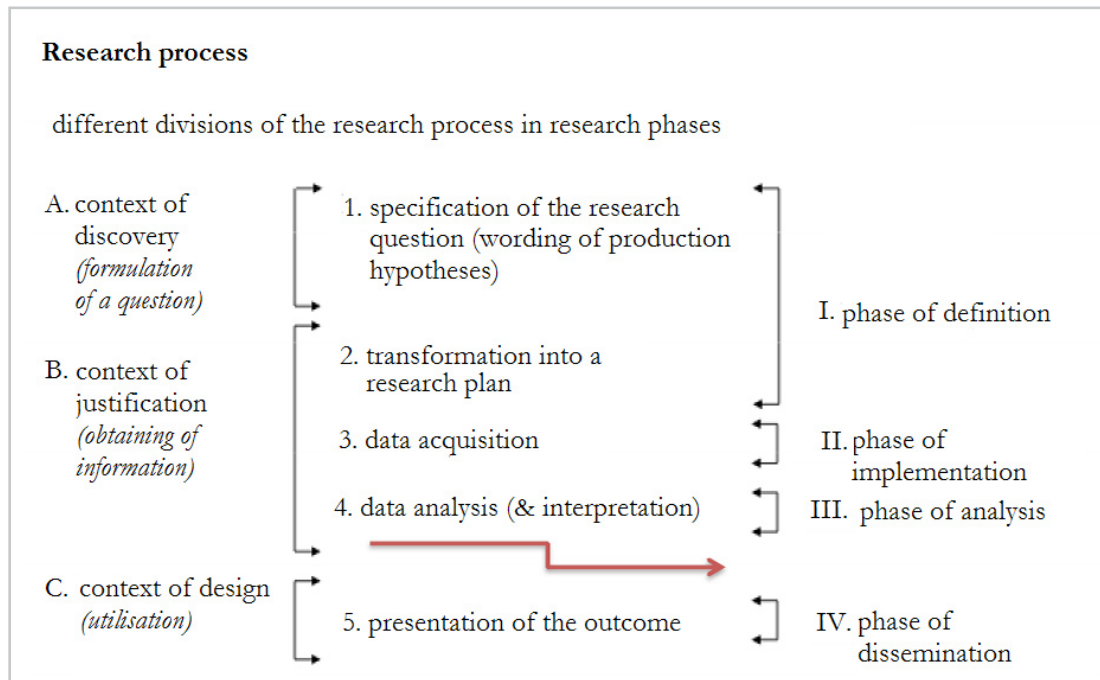 Research process
different divisions of the research process in research phases
A. context of
discovery
(formulation
of a question)
B. context of
justification
(obtaining of
information)
C. context of design
(utilisation)
1. specification of the research
question (wording of production
hypotheses)
2. transformation into a
research plan
3. data acquisition
4. data analysis (& interpretation)
5. presentation of the outcome
I. phase of definition
II. phase of
implementation
III. phase of analysis
IV. phase of
dissemination